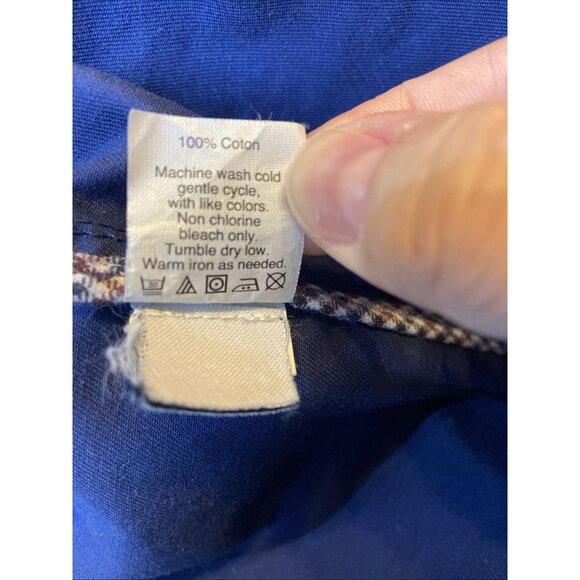 100% Coton
Machine wash cold
gentle cycle,
with like colors.
Non chlorine
bleach only.
Tumble dry low.
Warm iron as needed.
30